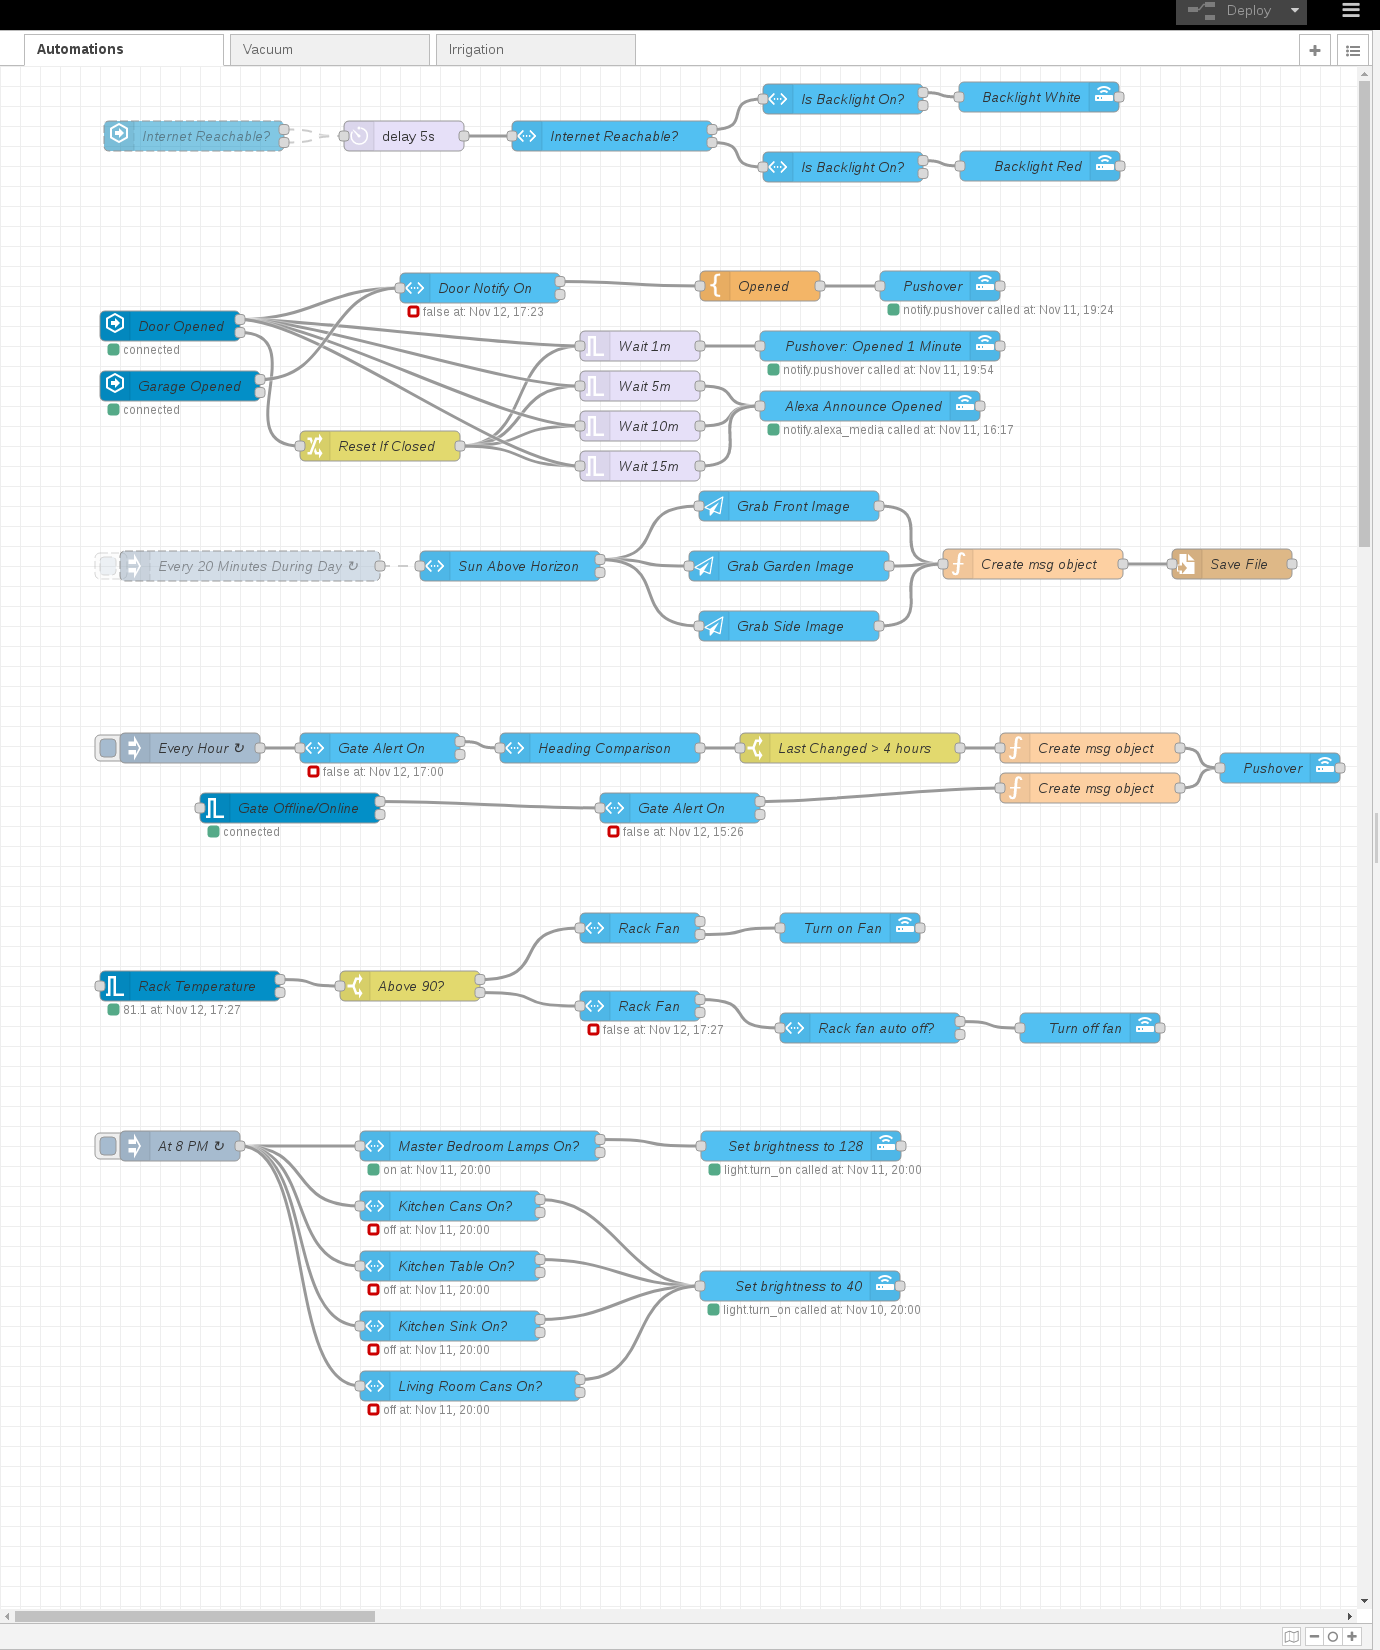 Deploy
Automations
Vacuum
Irrigation
Internet Reachable?
delay 5s
Internet Reachable?
Is Backlight On?
Backlight White
Is Backlight On?
Backlight Red
Door Notify On
false at: Nov 12, 17:23
Opened
Pushover
notify.pushover called at: Nov 11, 19:24
Door Opened
connected
Garage Opened
connected
Reset If Closed
Wait 1m
Pushover: Opened 1 Minute
notify.pushover called at: Nov 11, 19:54
Wait 5m
Alexa Announce Opened
notify.alexa_media called at: Nov 11, 16:17
Wait 10m
Wait 15m
Every 20 Minutes During Day ↻
Sun Above Horizon
Grab Front Image
Grab Garden Image
Grab Side Image
Create msg object
Save File
Every Hour ↻
Gate Alert On
false at: Nov 12, 17:00
Heading Comparison
Last Changed > 4 hours
Create msg object
Create msg object
Pushover
Gate Offline/Online
connected
Gate Alert On
false at: Nov 12, 15:26
Rack Temperature
81.1 at: Nov 12, 17:27
Above 90?
Rack Fan
Turn on Fan
Rack Fan
false at: Nov 12, 17:27
Rack fan auto off?
Turn off fan
At 8 PM ↻
Master Bedroom Lamps On?
on at: Nov 11, 20:00
Set brightness to 128
light.turn_on called at: Nov 11, 20:00
Kitchen Cans On?
off at: Nov 11, 20:00
Kitchen Table On?
off at: Nov 11, 20:00
Set brightness to 40
light.turn_on called at: Nov 10, 20:00
Kitchen Sink On?
off at: Nov 11, 20:00
Living Room Cans On?
off at: Nov 11, 20:00